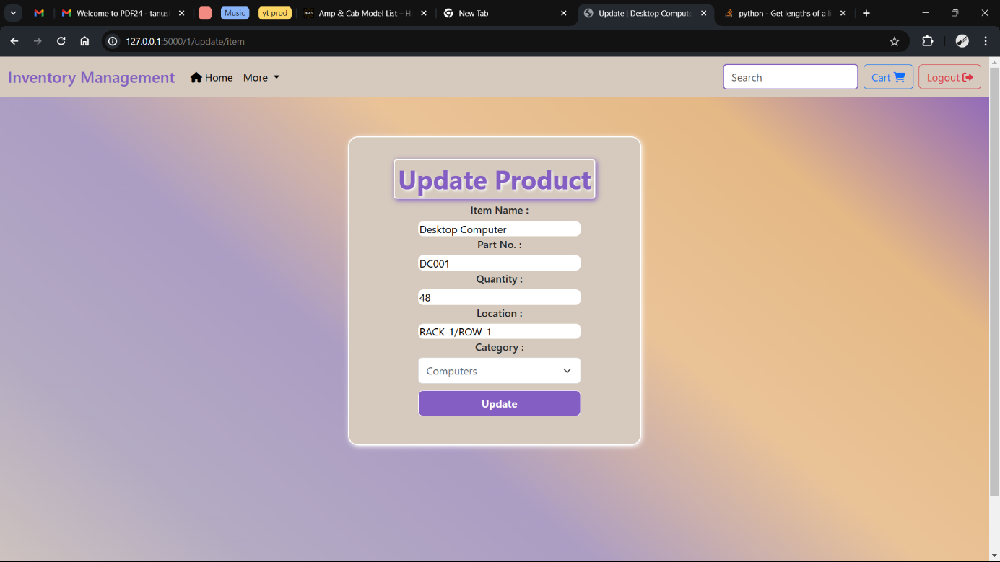 Welcome to PDF24 - tanus
Music
yt prod
BIAS
Amp & Cab Model List – H
New Tab
Update | Desktop Compute
python - Get lengths of a li
127.0.0.1:5000/1/update/item
Inventory Management
Home
More
Search
Cart
Logout
Update Product
Item Name :
Desktop Computer
Part No. :
DC001
Quantity :
48
Location :
RACK-1/ROW-1
Category :
Computers
Update